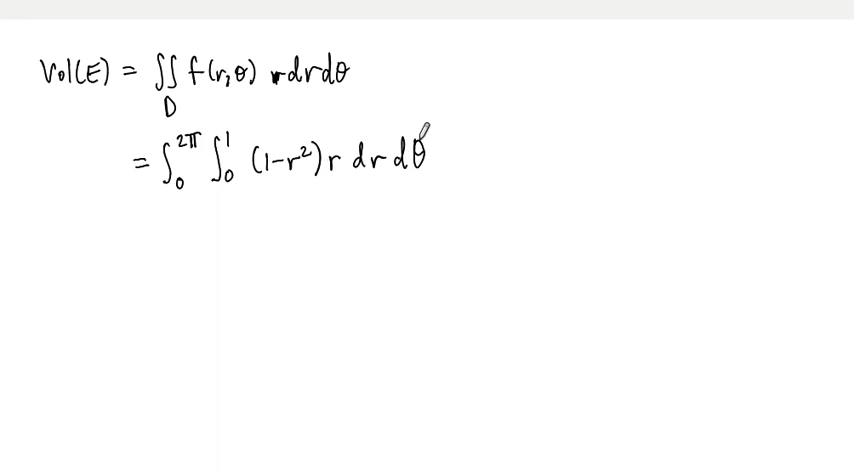 Vol(E) = ∬_D f(r,θ) r dr dθ
= ∫_0^{2π} ∫_0^1 (1-r²) r dr dθ